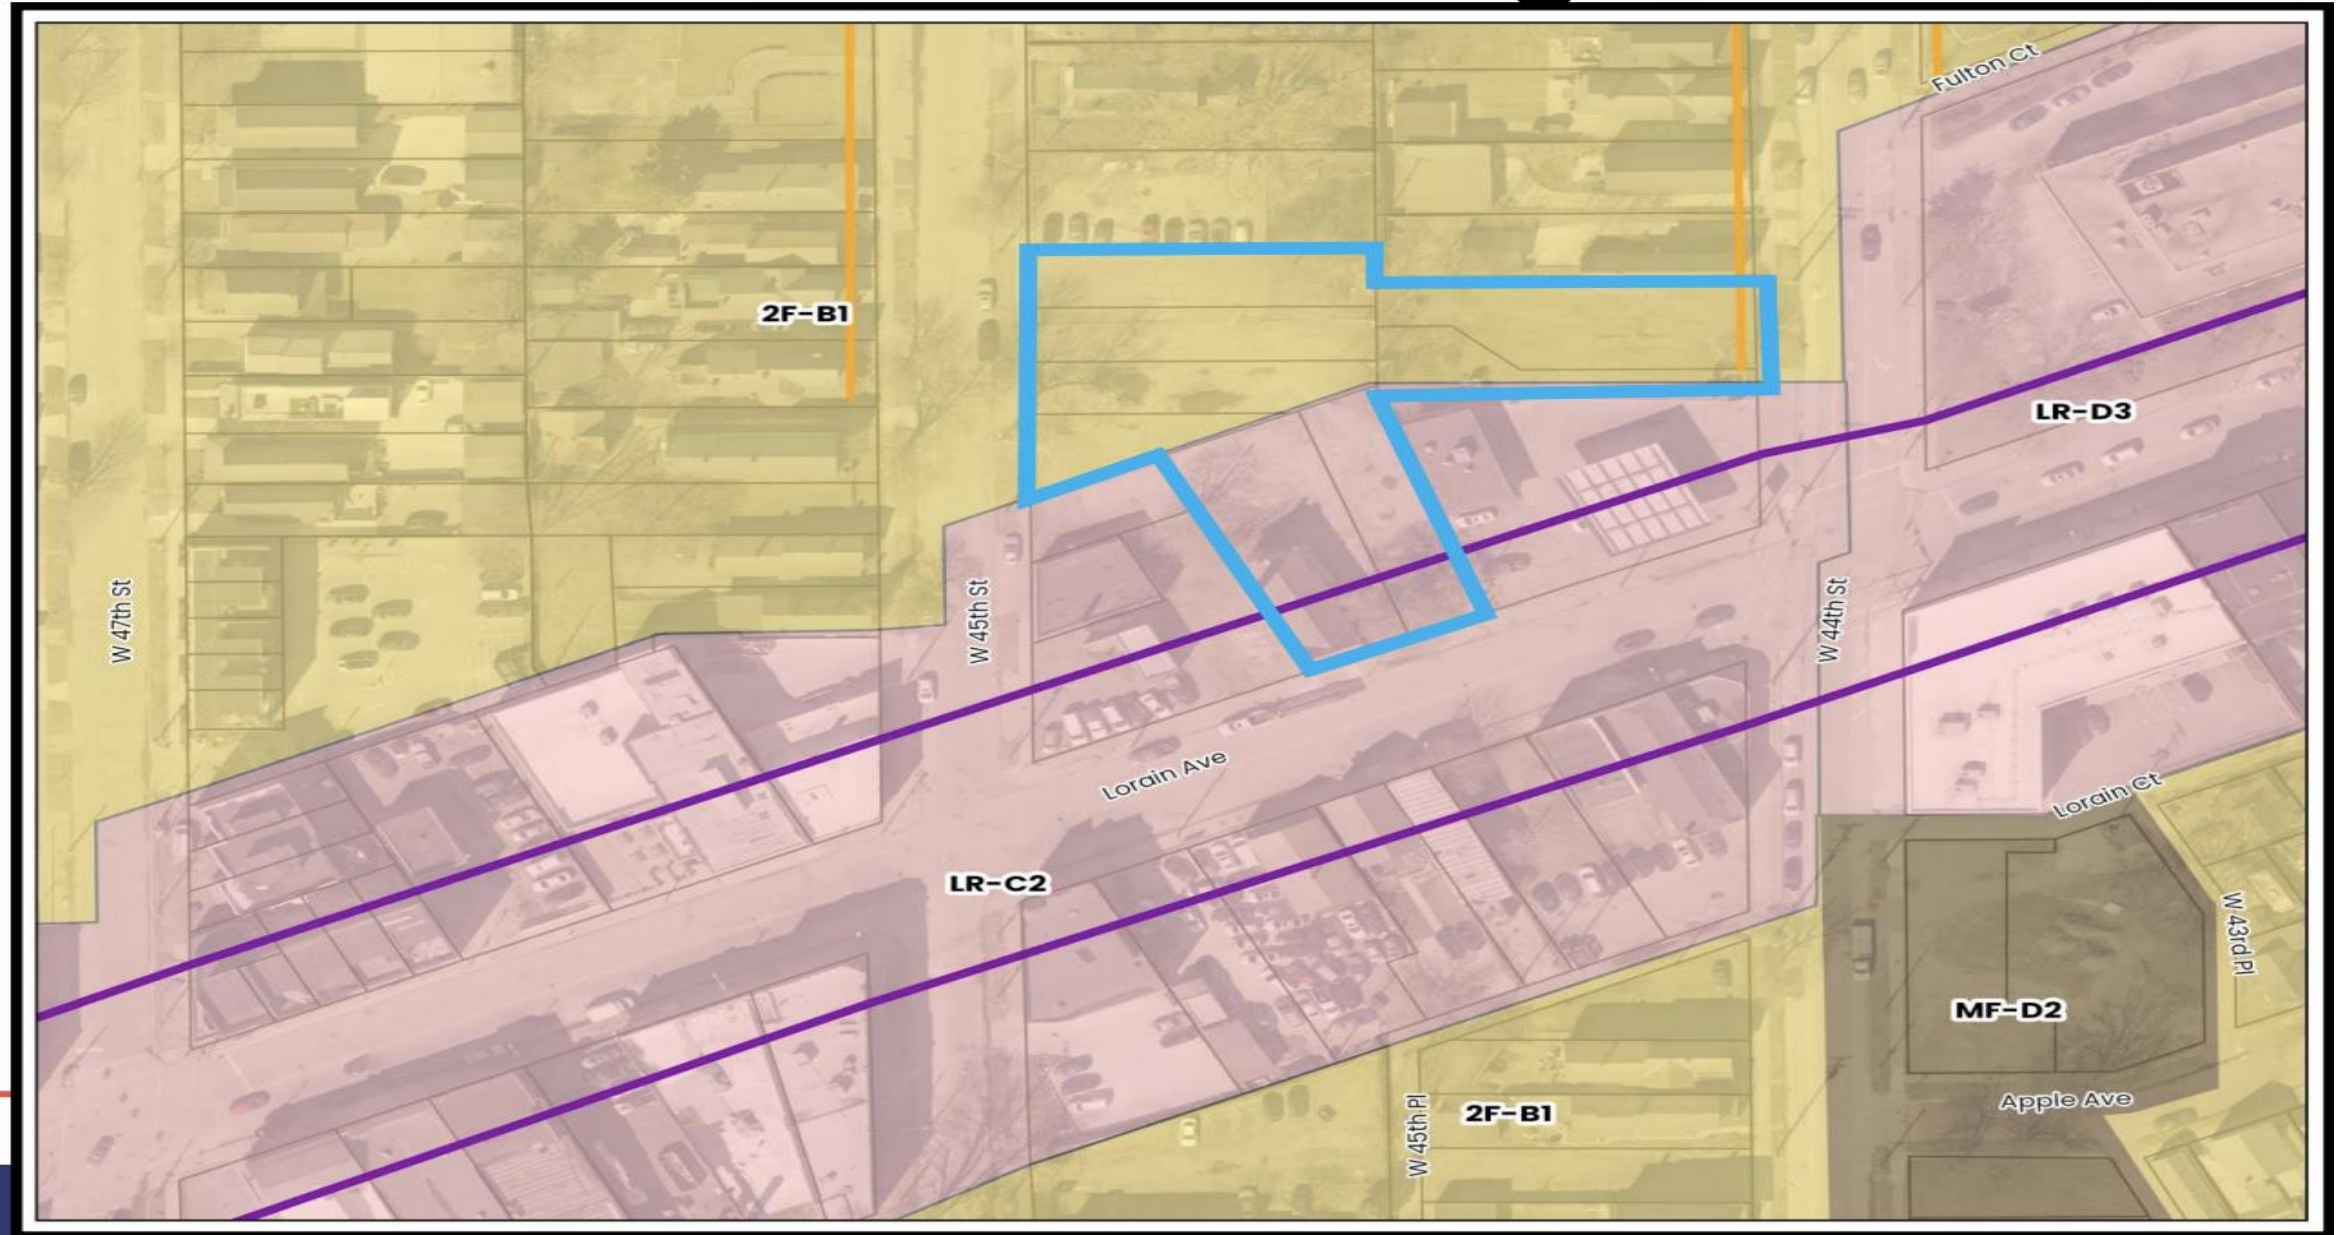 Fulton Ct
2F-B1
LR-D3
W 47th St
W 45th St
W 44th St
Lorain Ave
Lorain Ct
LR-C2
W 43rd Pl
MF-D2
Apple Ave
W 45th Pl
2F-B1